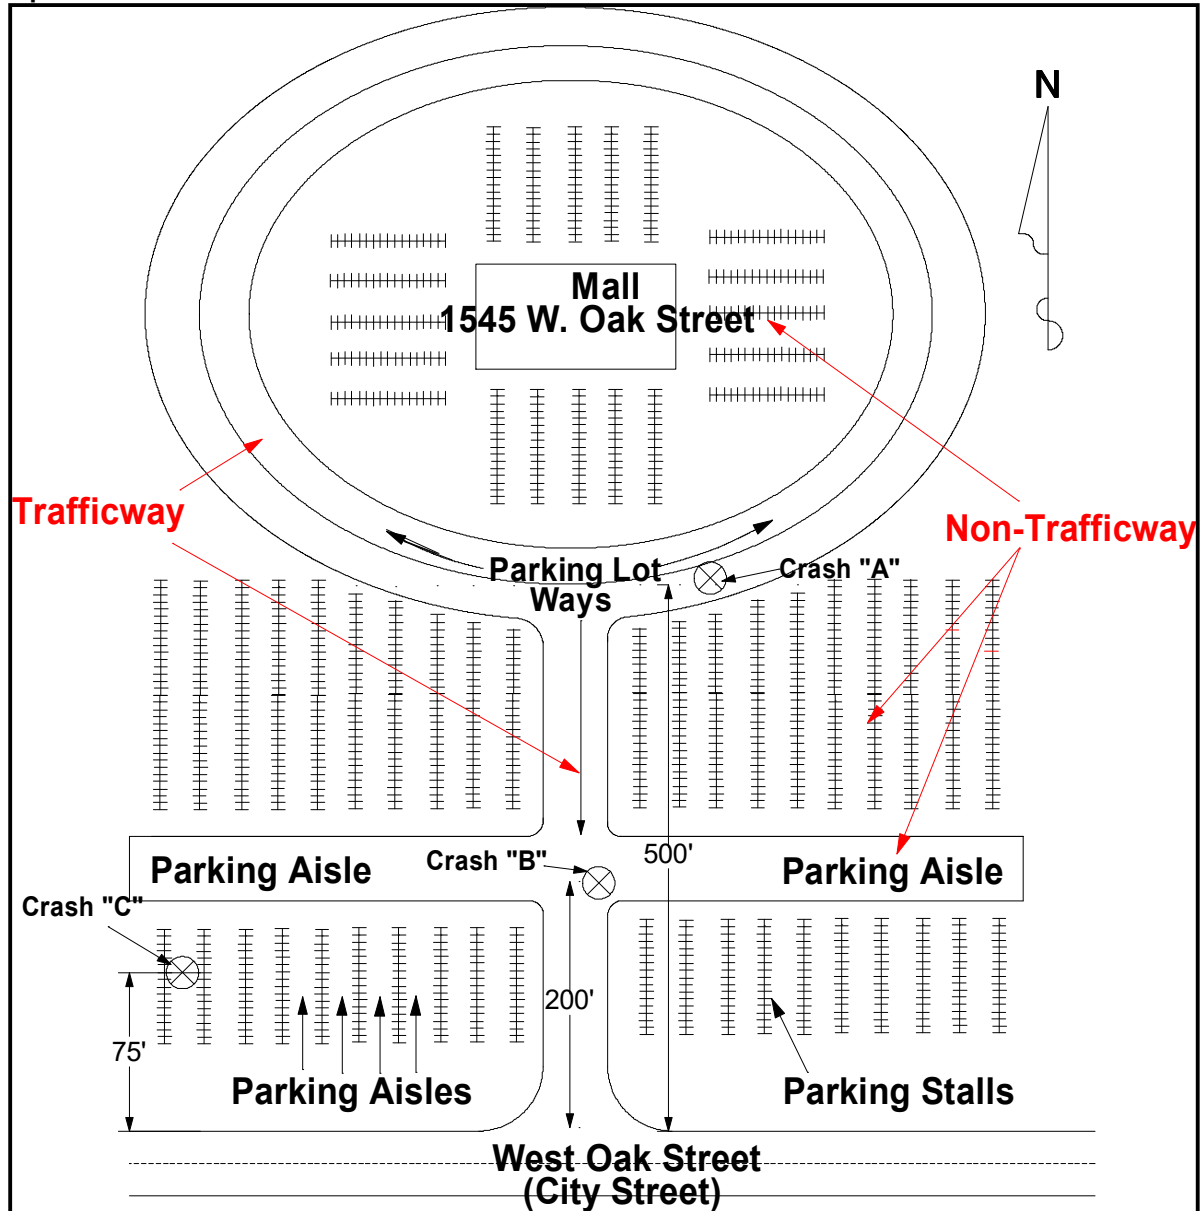 N
Mall
1545 W. Oak Street
Trafficway
Non-Trafficway
Parking Lot
Ways
Crash "A"
Parking Aisle
Crash "B"
500'
Parking Aisle
Crash "C"
200'
75'
Parking Aisles
Parking Stalls
West Oak Street
(City Street)